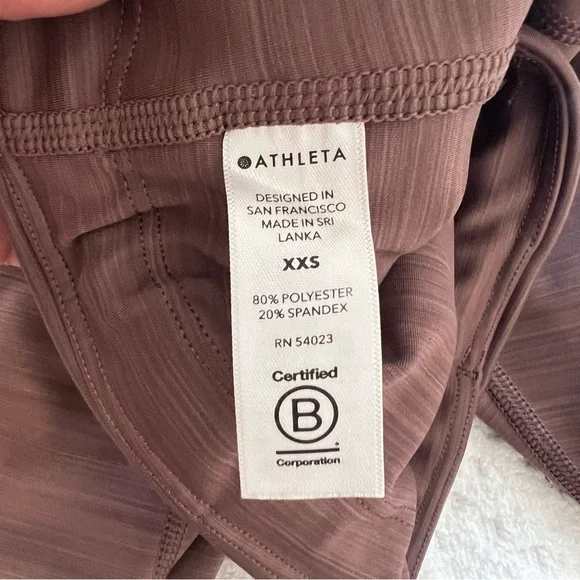 ATHLETA
DESIGNED IN
SAN FRANCISCO
MADE IN SRI
LANKA
XXS
80% POLYESTER
20% SPANDEX
RN 54023
Certified
B
Corporation